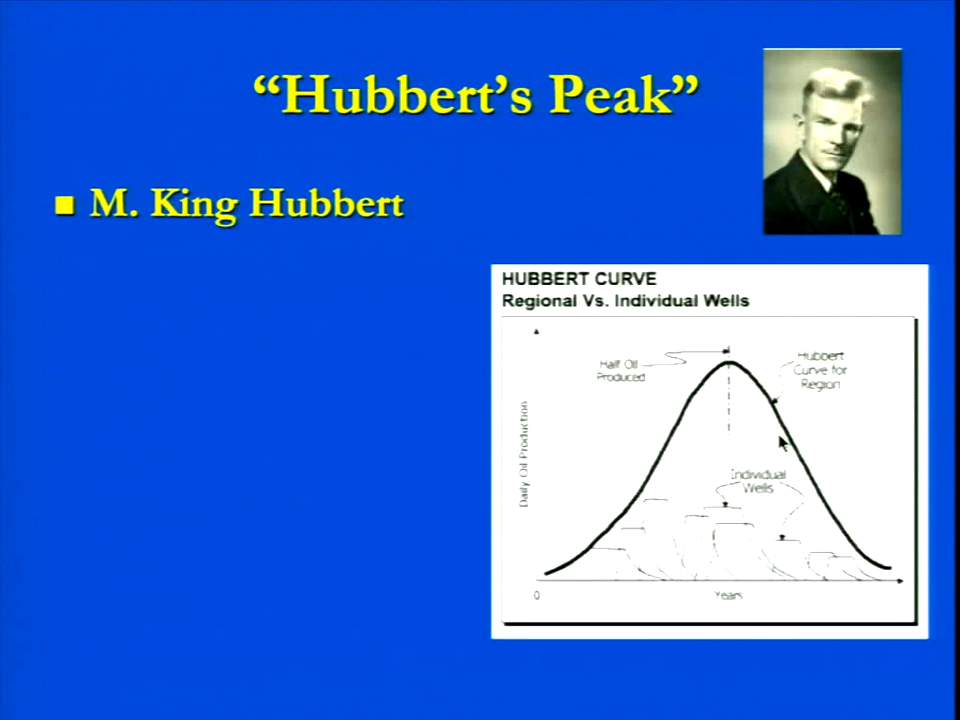 “Hubbert’s Peak”
M. King Hubbert
HUBBERT CURVE
Regional Vs. Individual Wells
Half Oil
Produced
Hubbert
Curve for
Region
Daily Oil Production
Individual
Wells
0
Years